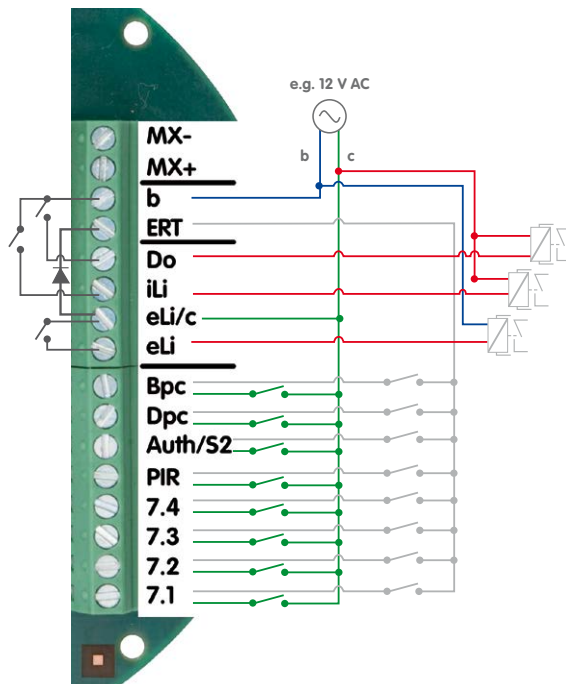 e.g. 12 V AC
b c
MX-
MX+
b
ERT
Do
iLi
eLi/c
eLi
Bpc
Dpc
Auth/S2
PIR
7.4
7.3
7.2
7.1